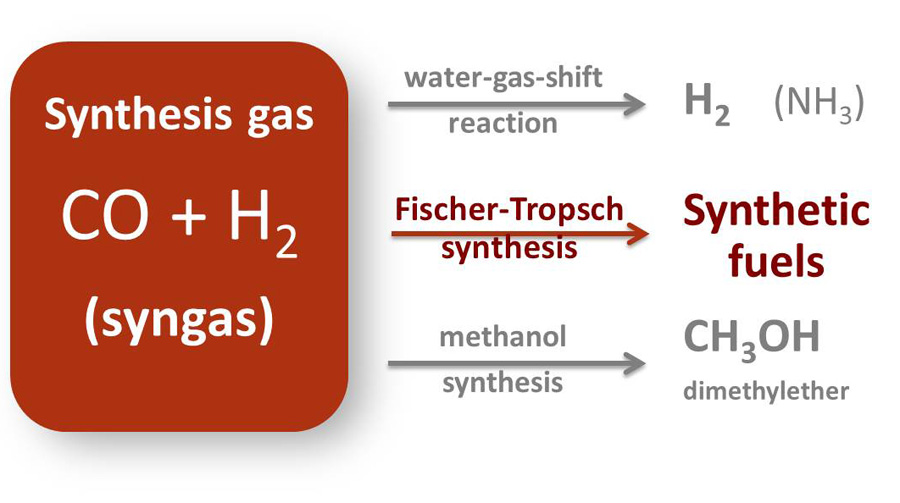 Synthesis gas
CO + H₂
(syngas)
water-gas-shift
reaction
H₂ (NH₃)
Fischer-Tropsch
synthesis
Synthetic
fuels
methanol
synthesis
CH₃OH
dimethylether